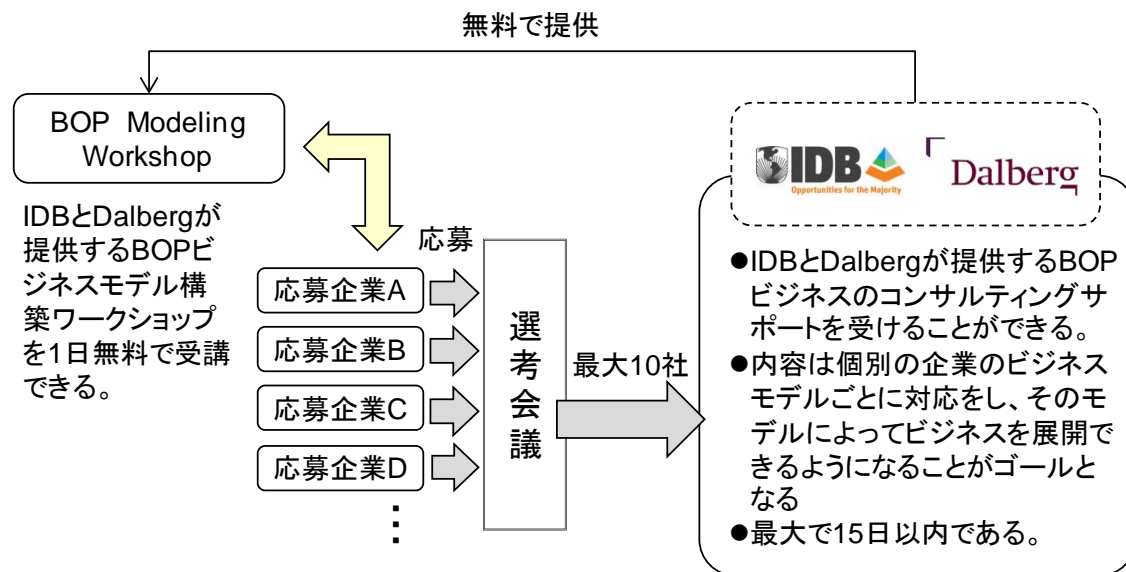 無料で提供
BOP Modeling
Workshop
IDBとDalbergが
提供するBOPビ
ジネスモデル構
築ワークショップ
を1日無料で受講
できる。
応募
応募企業A
応募企業B
応募企業C
応募企業D
⋮
選考会議
最大10社
IDB
Opportunities for the Majority
Dalberg
●IDBとDalbergが提供するBOP
ビジネスのコンサルティングサ
ポートを受けることができる。
●内容は個別の企業のビジネス
モデルごとに対応をし、そのモ
デルによってビジネスを展開で
きるようになることがゴールと
なる
●最大で15日以内である。